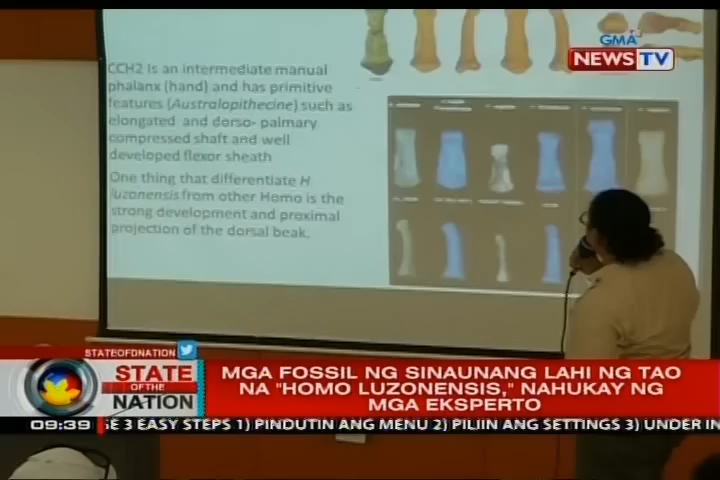 CCH2 is an intermediate manual
phalanx (hand) and has primitive
features (Australopithecine) such as
elongated and dorso- palmary
compressed shaft and well
developed flexor sheath
One thing that differentiate H
luzonensis from other Homo is the
strong development and proximal
projection of the dorsal beak.
GMA
NEWS TV
STATEOFDNATION
STATE
OF THE
NATION
MGA FOSSIL NG SINAUNANG LAHI NG TAO
NA "HOMO LUZONENSIS," NAHUKAY NG
MGA EKSPERTO
09:39
3 EASY STEPS 1) PINDUTIN ANG MENU 2) PILIIN ANG SETTINGS 3) UNDER